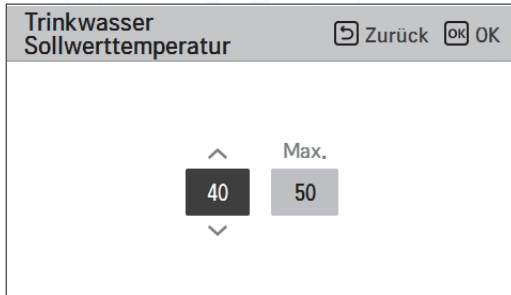 Trinkwasser
Sollwerttemperatur
Zurück OK OK
Max.
40 50